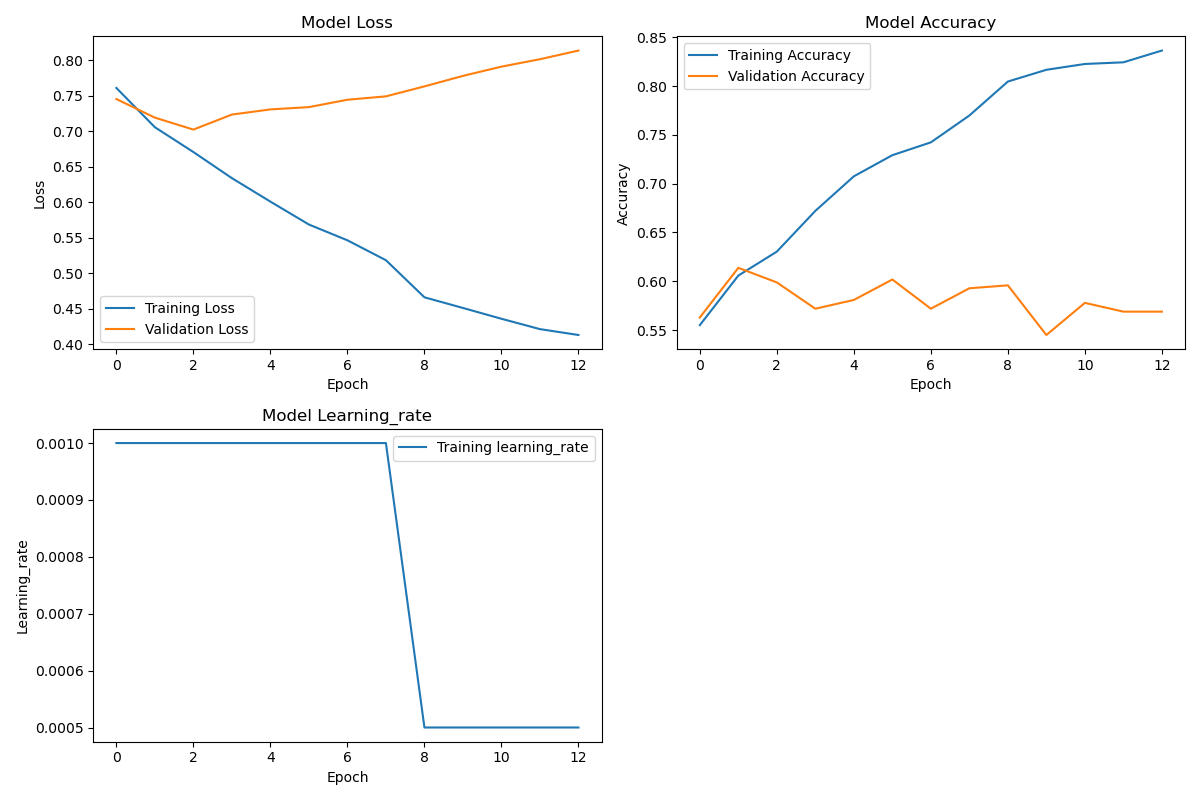 Model Loss
0.80
0.75
0.70
0.65
0.60
0.55
0.50
0.45
0.40
Loss
Training Loss
Validation Loss
0 2 4 6 8 10 12
Epoch
Model Accuracy
0.85
0.80
0.75
0.70
0.65
0.60
0.55
Accuracy
Training Accuracy
Validation Accuracy
0 2 4 6 8 10 12
Epoch
Model Learning_rate
0.0010
0.0009
0.0008
0.0007
0.0006
0.0005
Learning_rate
Training learning_rate
0 2 4 6 8 10 12
Epoch